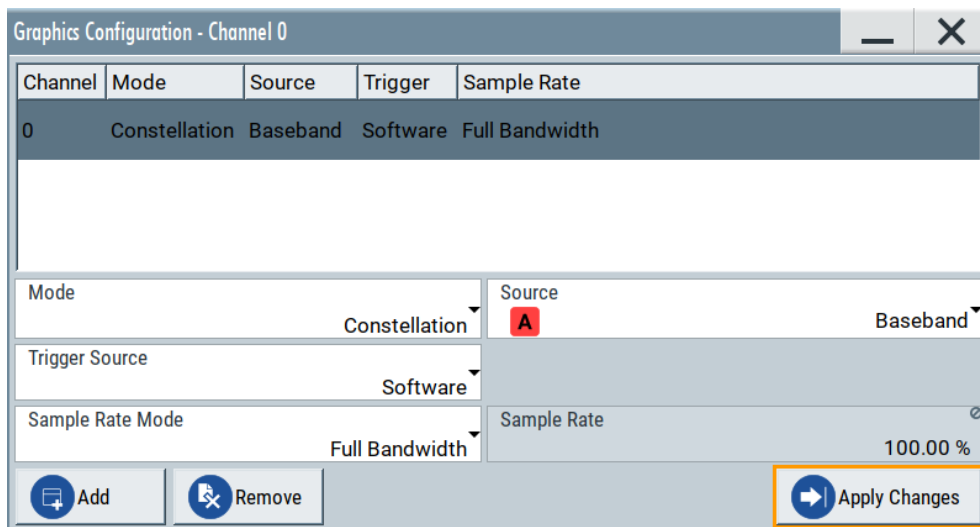 Graphics Configuration - Channel 0
Channel Mode Source Trigger Sample Rate
0 Constellation Baseband Software Full Bandwidth
Mode
Constellation
Source
A Baseband
Trigger Source
Software
Sample Rate Mode
Full Bandwidth
Sample Rate
100.00 %
Add Remove Apply Changes